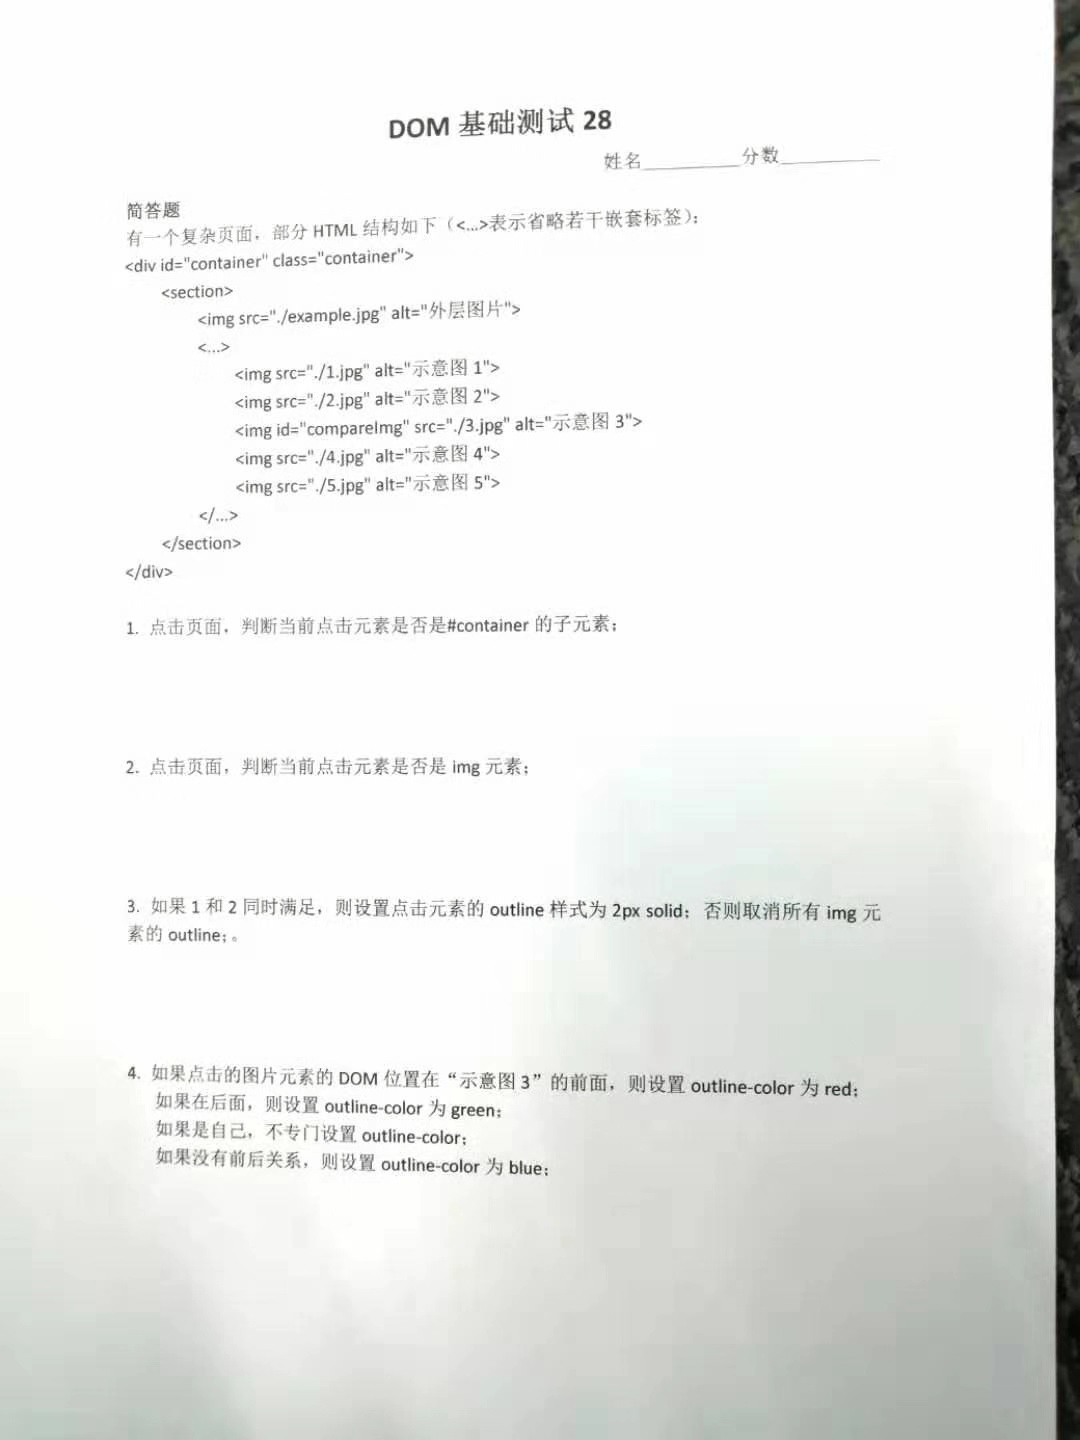 DOM 基础测试 28
姓名__________分数__________
简答题
有一个复杂页面，部分 HTML 结构如下（<...>表示省略若干嵌套标签）：
<div id="container" class="container">
<section>
<img src="./example.jpg" alt="外层图片">
<...>
<img src="./1.jpg" alt="示意图 1">
<img src="./2.jpg" alt="示意图 2">
<img id="compareImg" src="./3.jpg" alt="示意图 3">
<img src="./4.jpg" alt="示意图 4">
<img src="./5.jpg" alt="示意图 5">
</...>
</section>
</div>
1. 点击页面，判断当前点击元素是否是#container 的子元素；
2. 点击页面，判断当前点击元素是否是 img 元素；
3. 如果 1 和 2 同时满足，则设置点击元素的 outline 样式为 2px solid；否则取消所有 img 元
素的 outline；。
4. 如果点击的图片元素的 DOM 位置在“示意图 3”的前面，则设置 outline-color 为 red；
如果在后面，则设置 outline-color 为 green；
如果是自己，不专门设置 outline-color；
如果没有前后关系，则设置 outline-color 为 blue；